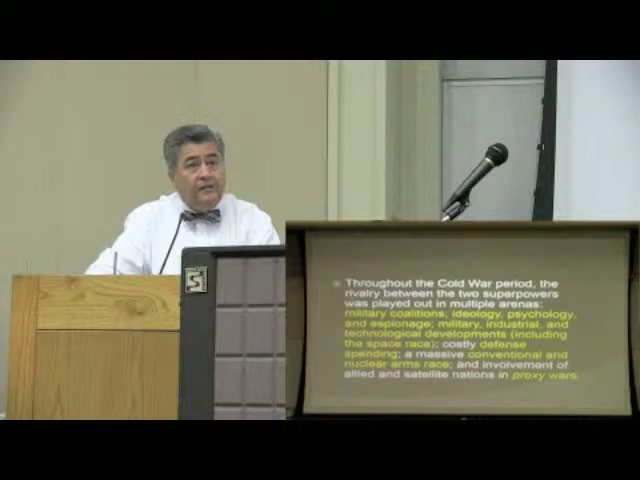 Throughout the Cold War period, the
rivalry between the two superpowers
was played out in multiple arenas:
military coalitions; ideology, psychology,
and espionage; military, industrial, and
technological developments (including
the space race); costly defense
spending; a massive conventional and
nuclear arms race; and involvement of
allied and satellite nations in proxy wars.